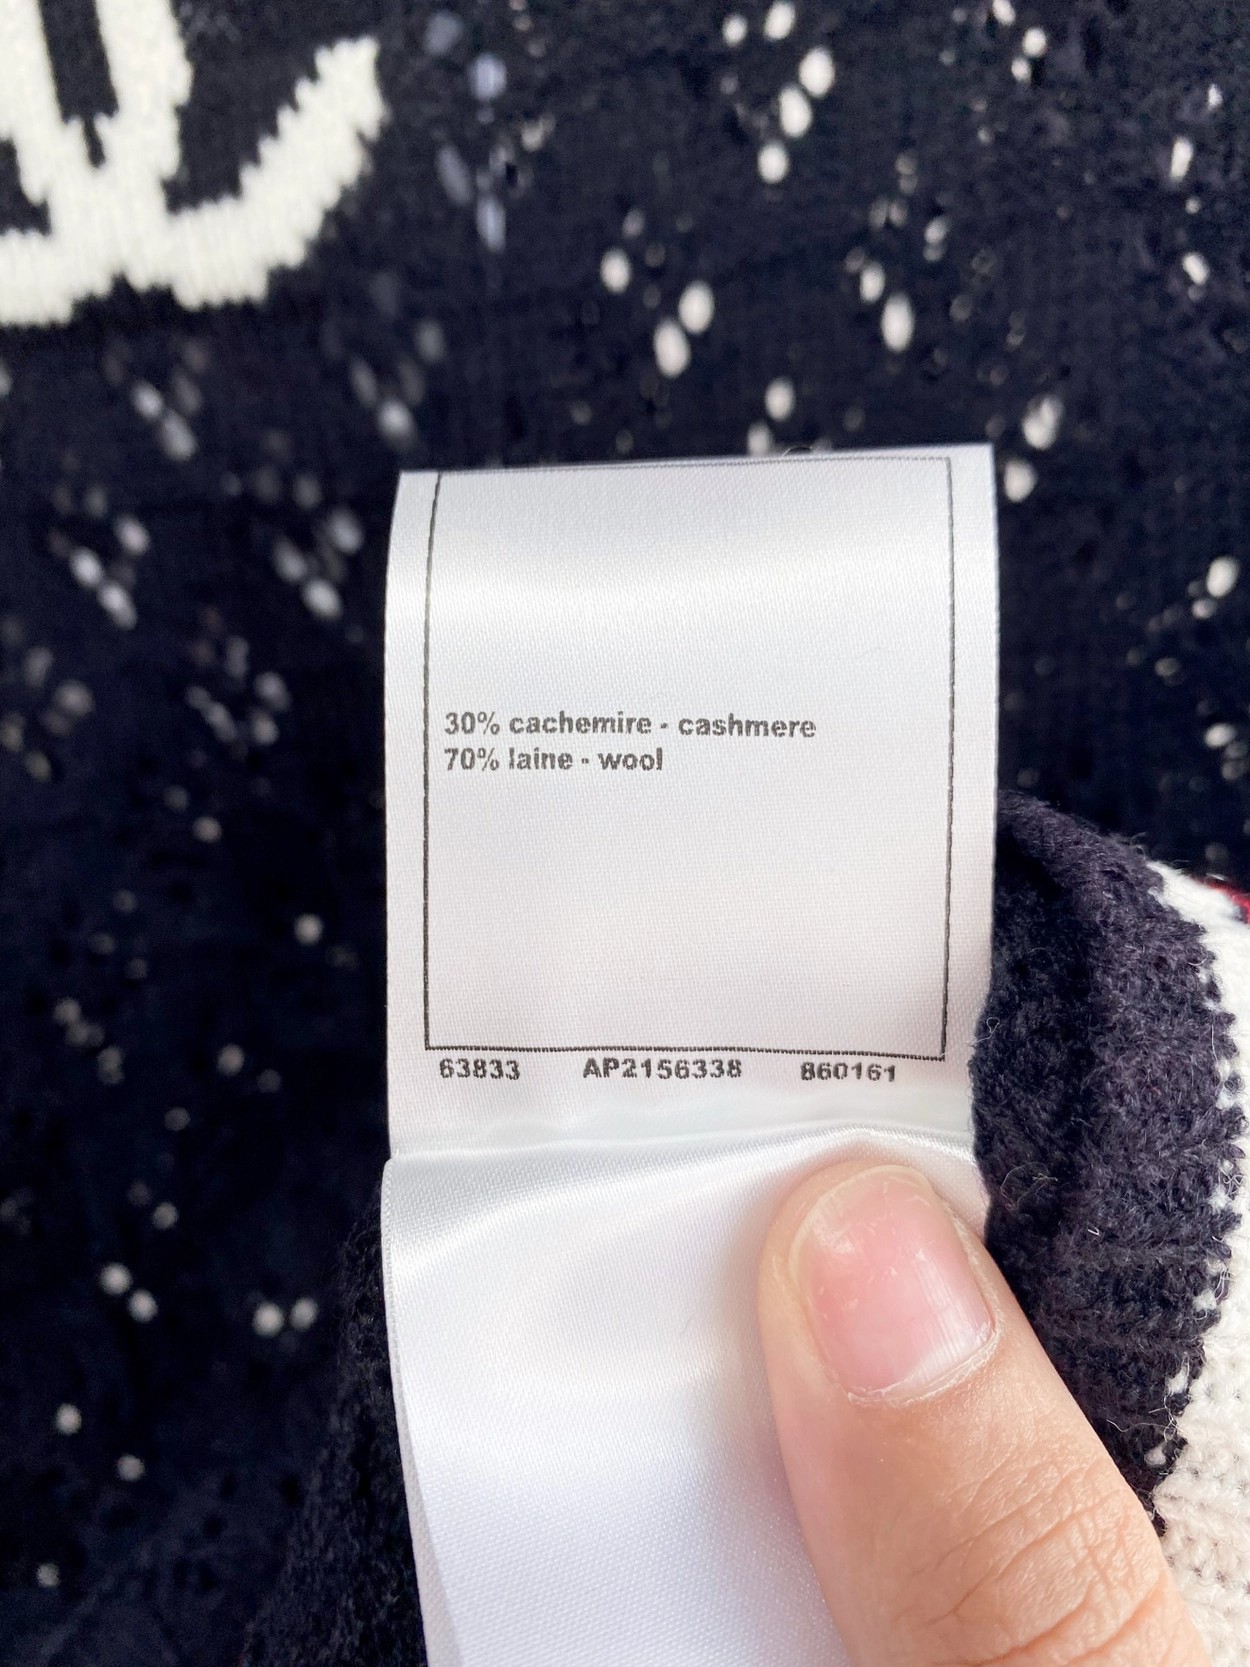 30% cachemire - cashmere
70% laine - wool
63833 AP2156338 860161